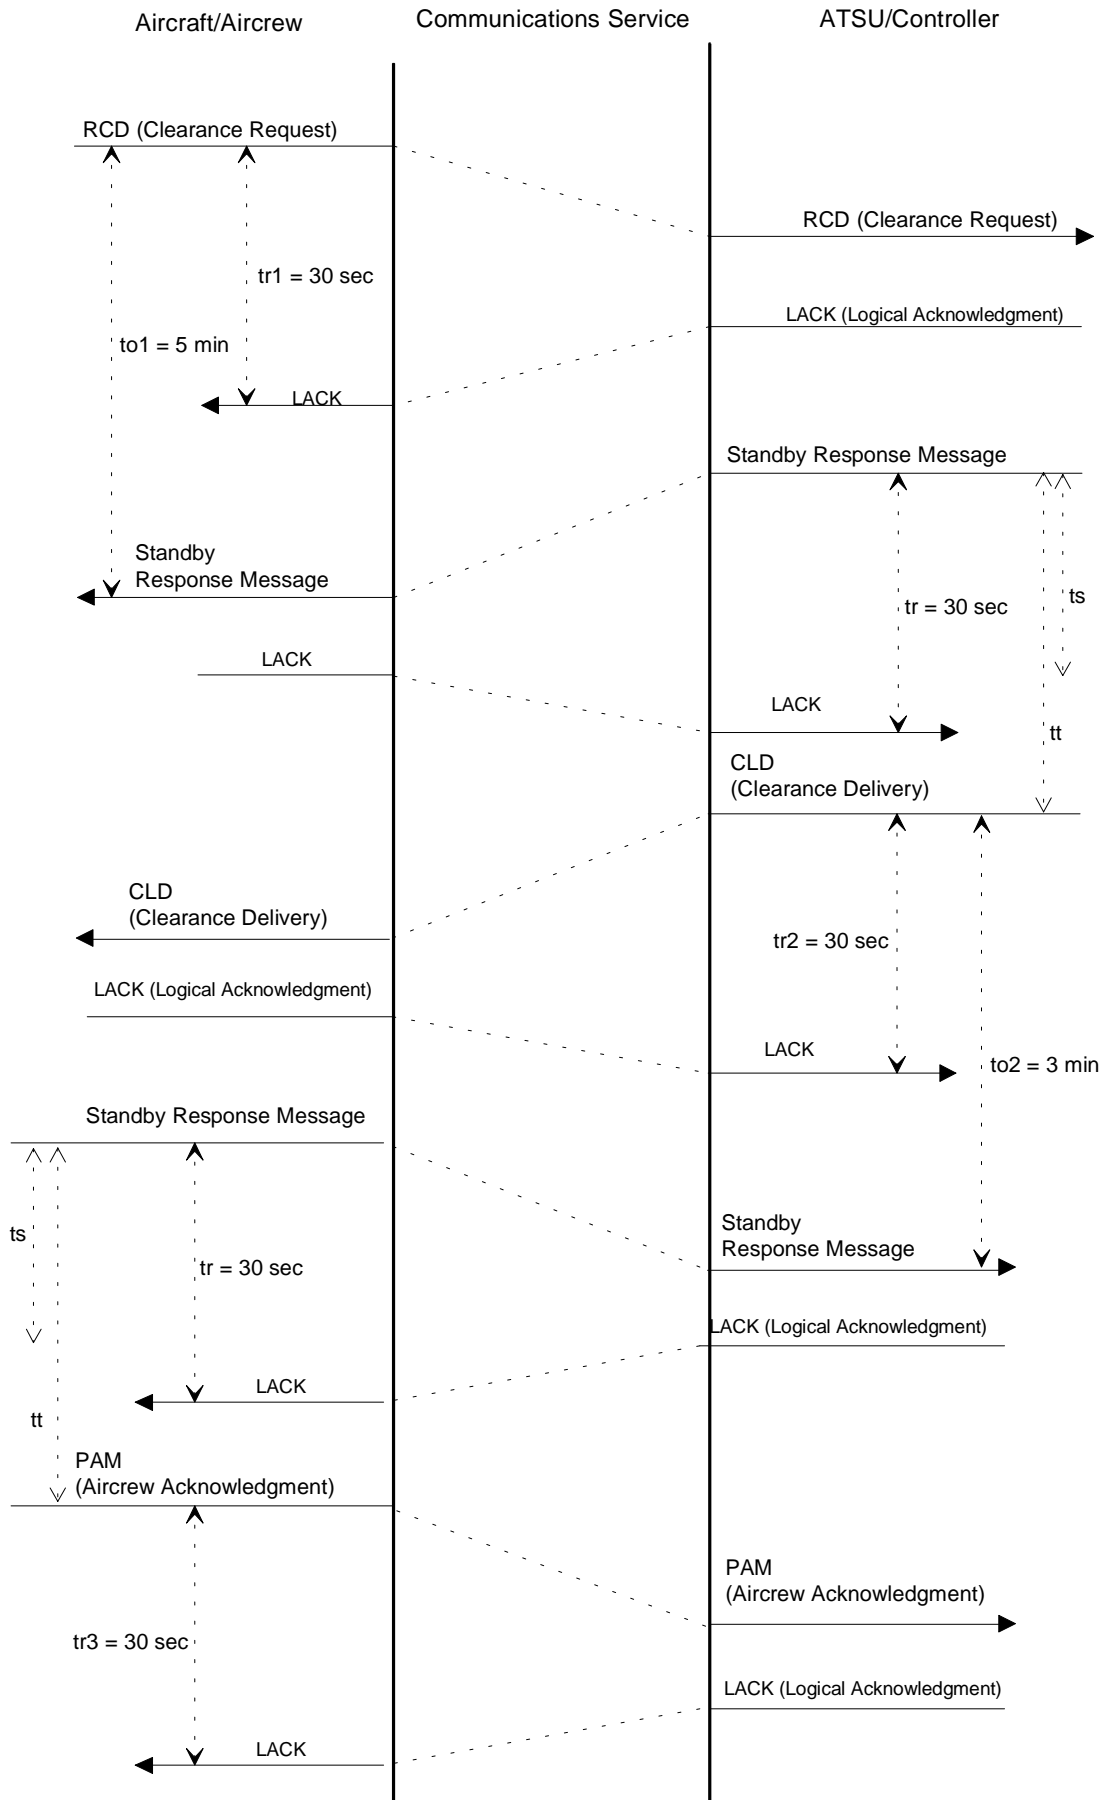 Aircraft/Aircrew
Communications Service
ATSU/Controller
RCD (Clearance Request)
RCD (Clearance Request)
tr1 = 30 sec
LACK (Logical Acknowledgment)
to1 = 5 min
LACK
Standby Response Message
Standby
Response Message
ts
tr = 30 sec
LACK
LACK
tt
CLD
(Clearance Delivery)
CLD
(Clearance Delivery)
tr2 = 30 sec
LACK (Logical Acknowledgment)
LACK
to2 = 3 min
Standby Response Message
Standby
Response Message
ts
tr = 30 sec
LACK (Logical Acknowledgment)
LACK
tt
PAM
(Aircrew Acknowledgment)
PAM
(Aircrew Acknowledgment)
tr3 = 30 sec
LACK (Logical Acknowledgment)
LACK